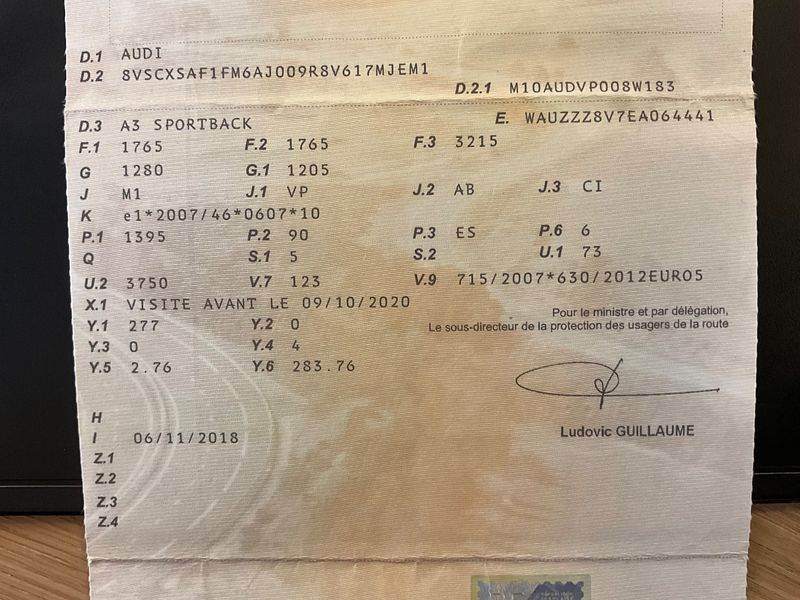 D.1 AUDI
D.2 8VSCXSAF1FM6AJ009R8V617MJEM1
D.2.1 M10AUDVP008W183
D.3 A3 SPORTBACK E. WAUZZZ8V7EA064441
F.1 1765 F.2 1765 F.3 3215
G 1280 G.1 1205
J M1 J.1 VP J.2 AB J.3 CI
K e1*2007/46*0607*10
P.1 1395 P.2 90 P.3 ES P.6 6
Q S.1 5 S.2 U.1 73
U.2 3750 V.7 123 V.9 715/2007*630/2012EURO5
X.1 VISITE AVANT LE 09/10/2020
Pour le ministre et par délégation,
Le sous-directeur de la protection des usagers de la route
Y.1 277 Y.2 0
Y.3 0 Y.4 4
Y.5 2.76 Y.6 283.76
H
I 06/11/2018
Ludovic GUILLAUME
Z.1
Z.2
Z.3
Z.4